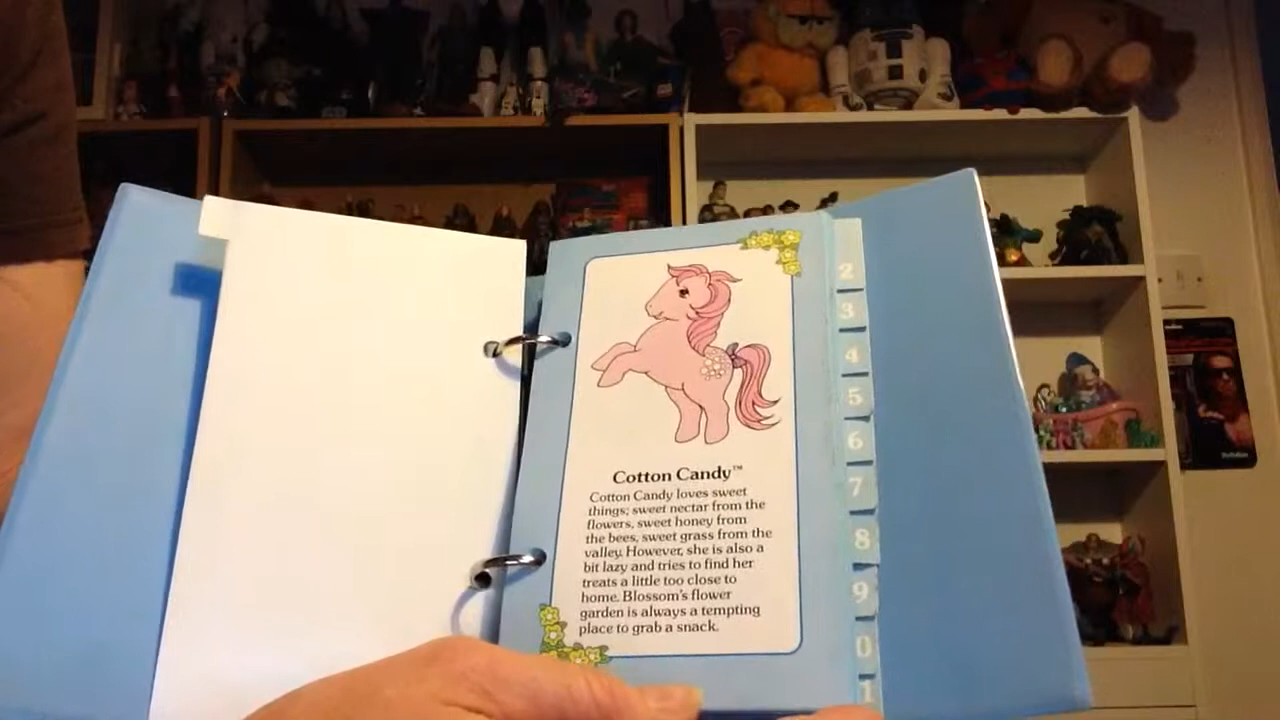 Cotton Candy™
Cotton Candy loves sweet
things; sweet nectar from the
flowers, sweet honey from
the bees, sweet grass from the
valley. However, she is also a
bit lazy and tries to find her
treats a little too close to
home. Blossom's flower
garden is always a tempting
place to grab a snack.
2
3
4
5
6
7
8
9
0
1